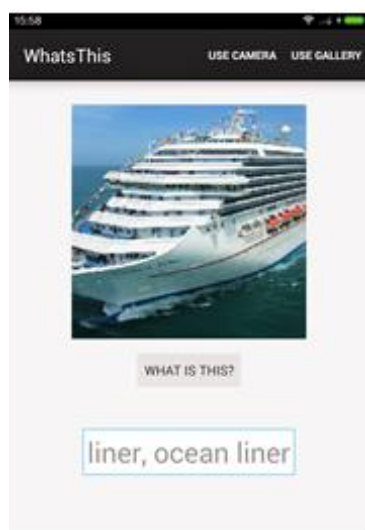 15:58
WhatsThis USE CAMERA USE GALLERY
WHAT IS THIS?
liner, ocean liner